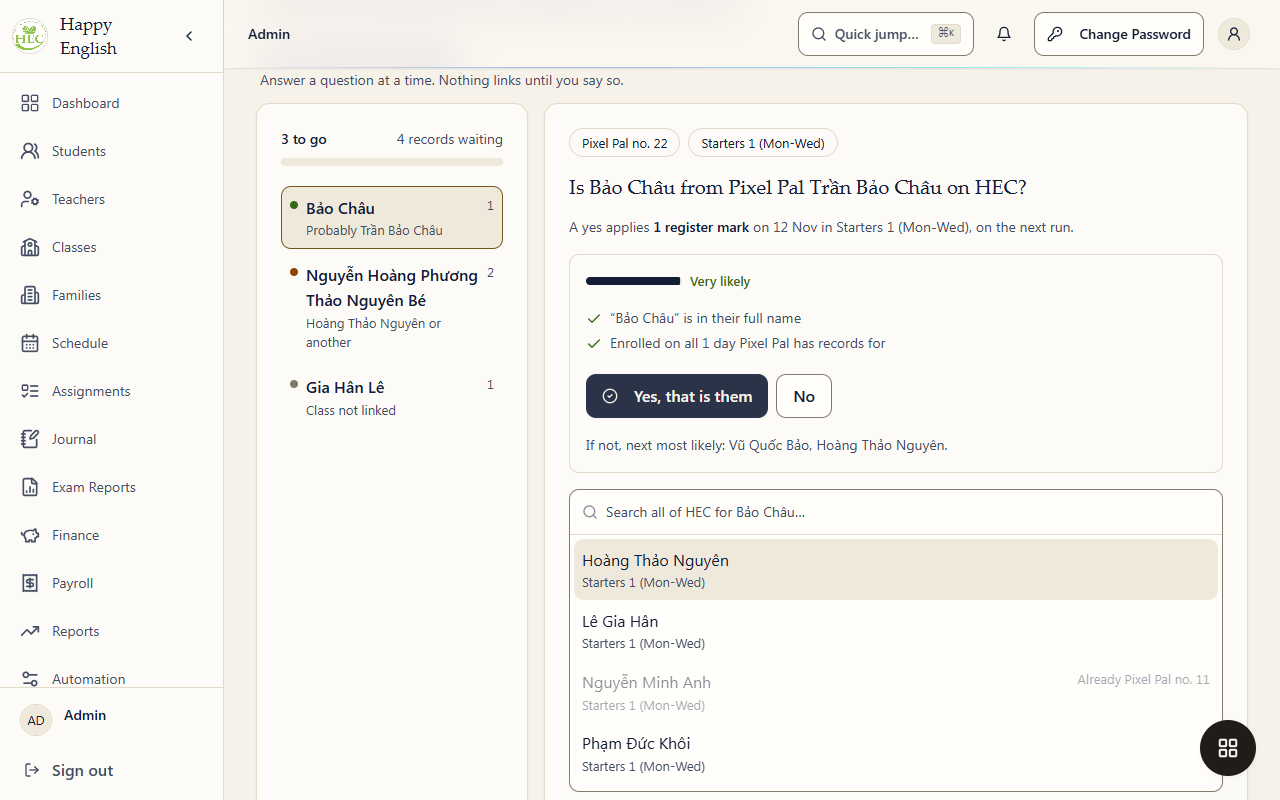 HEC
Happy
English
Admin
Quick jump...
⌘K
Change Password
Dashboard
Students
Teachers
Classes
Families
Schedule
Assignments
Journal
Exam Reports
Finance
Payroll
Reports
Automation
AD
Admin
Sign out
Answer a question at a time. Nothing links until you say so.
3 to go
4 records waiting
Bảo Châu
1
Probably Trần Bảo Châu
Nguyễn Hoàng Phương
2
Thảo Nguyên Bé
Hoàng Thảo Nguyên or
another
Gia Hân Lê
1
Class not linked
Pixel Pal no. 22
Starters 1 (Mon-Wed)
Is Bảo Châu from Pixel Pal Trần Bảo Châu on HEC?
A yes applies 1 register mark on 12 Nov in Starters 1 (Mon-Wed), on the next run.
Very likely
“Bảo Châu” is in their full name
Enrolled on all 1 day Pixel Pal has records for
Yes, that is them
No
If not, next most likely: Vũ Quốc Bảo, Hoàng Thảo Nguyên.
Search all of HEC for Bảo Châu...
Hoàng Thảo Nguyên
Starters 1 (Mon-Wed)
Lê Gia Hân
Starters 1 (Mon-Wed)
Nguyễn Minh Anh
Already Pixel Pal no. 11
Starters 1 (Mon-Wed)
Phạm Đức Khôi
Starters 1 (Mon-Wed)